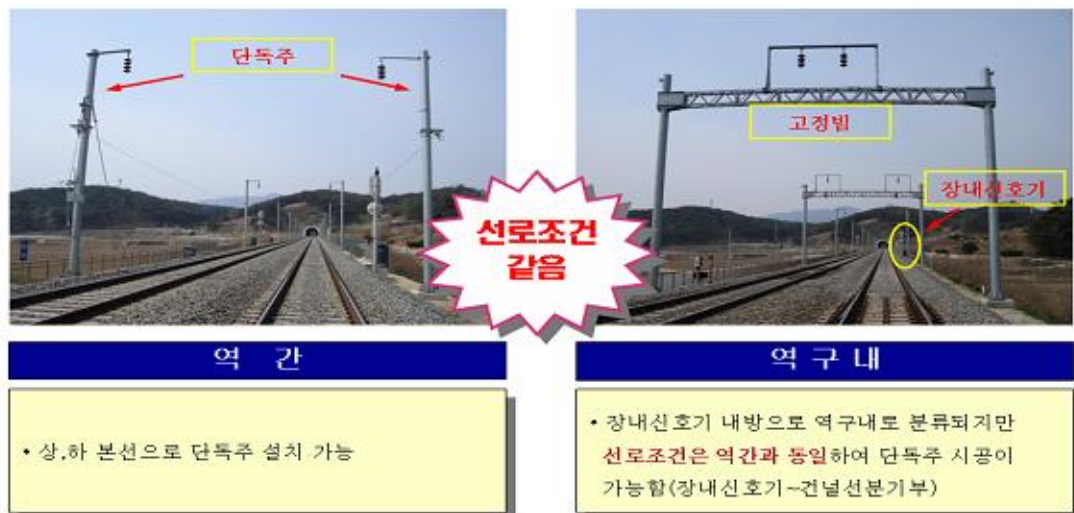 단독주
고정빔
장내신호기
선로조건
같음
역 간
역 구 내
• 상.하 본선으로 단독주 설치 가능
• 장내신호기 내방으로 역구내로 분류되지만
선로조건은 역간과 동일하여 단독주 시공이
가능함(장내신호기~건널선분기부)